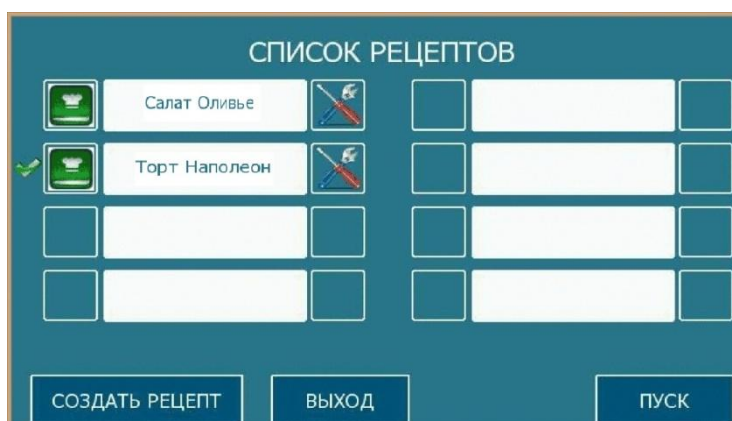 СПИСОК РЕЦЕПТОВ
Салат Оливье
Торт Наполеон
СОЗДАТЬ РЕЦЕПТ
ВЫХОД
ПУСК